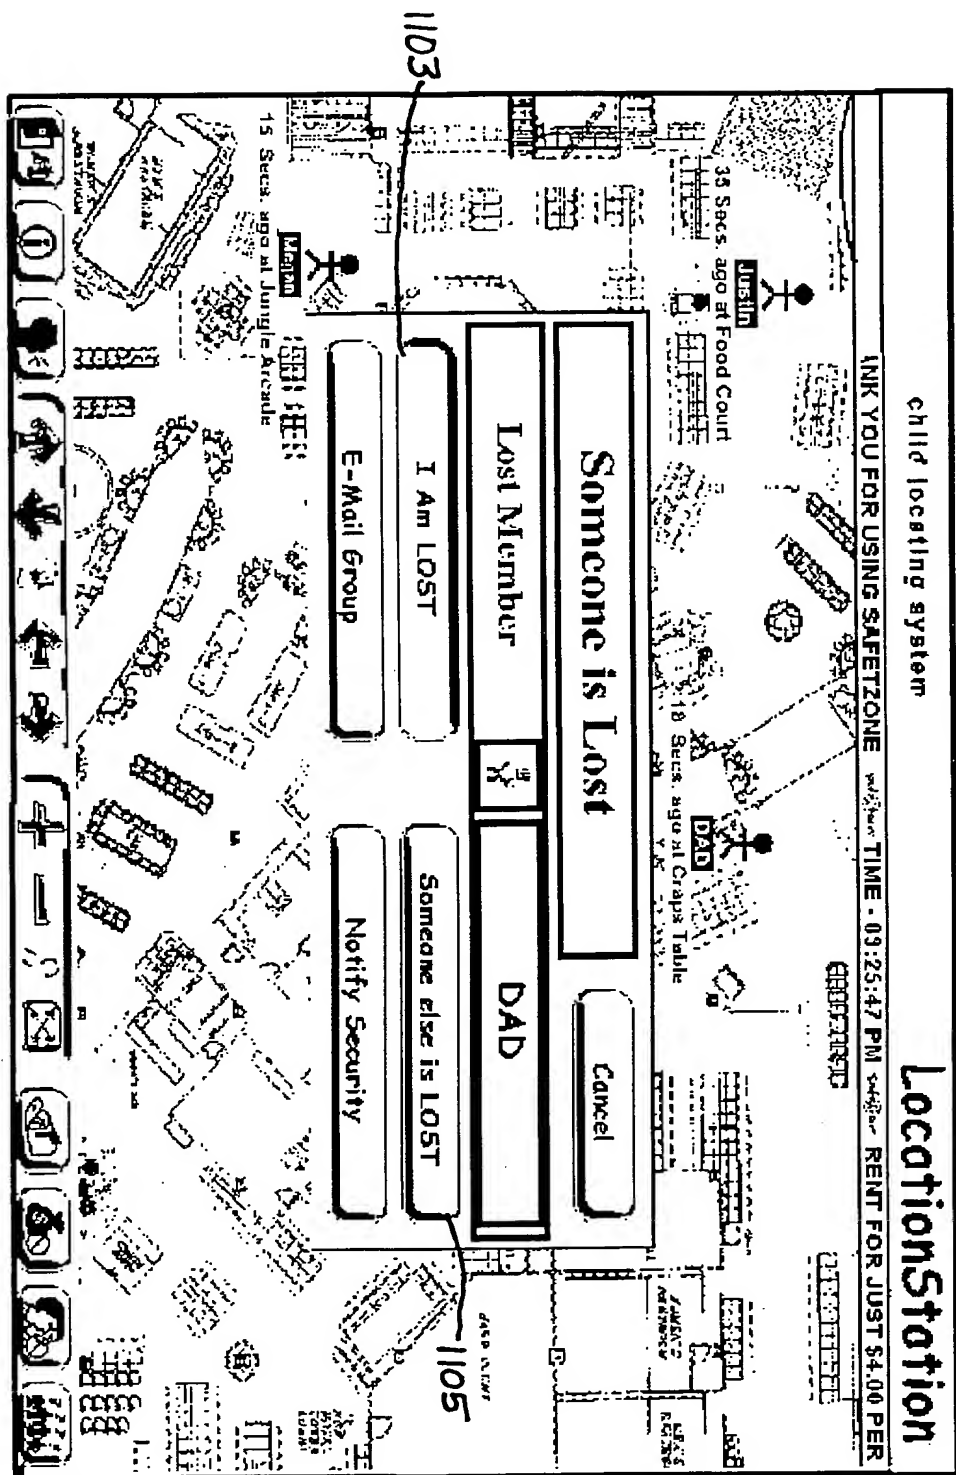 child locating system
LocationStation
INK YOU FOR USING SAFETZONE TIME - 03:25:47 PM RENT FOR JUST $4.00 PER
Justin
35 Secs. ago at Food Court
DAD
18 Secs. ago at Craps Table
Someone is Lost
Cancel
Lost Member
DAD
I Am LOST
Someone else is LOST
E-Mail Group
Notify Security
Megan
15 Secs. ago at Jungle Arcade
1103
1105